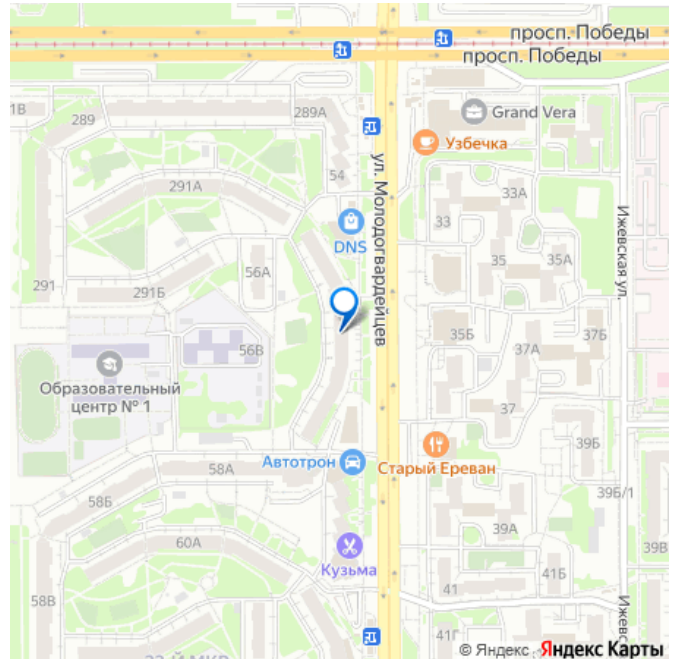 просп. Победы
просп. Победы
1В
289
289А
Grand Vera
Узбечка
ул. Молодогвардейцев
54
291А
33А
Ижевская ул.
DNS
33
35
35А
56А
291
291Б
35Б
37Б
56В
37А
Образовательный
центр № 1
37
39Б
Автотрон
58А
Старый Ереван
58Б
39Б/1
39А
60А
39В
Кузьма
41Б
41
58В
41Г
© Яндекс
Яндекс Карты